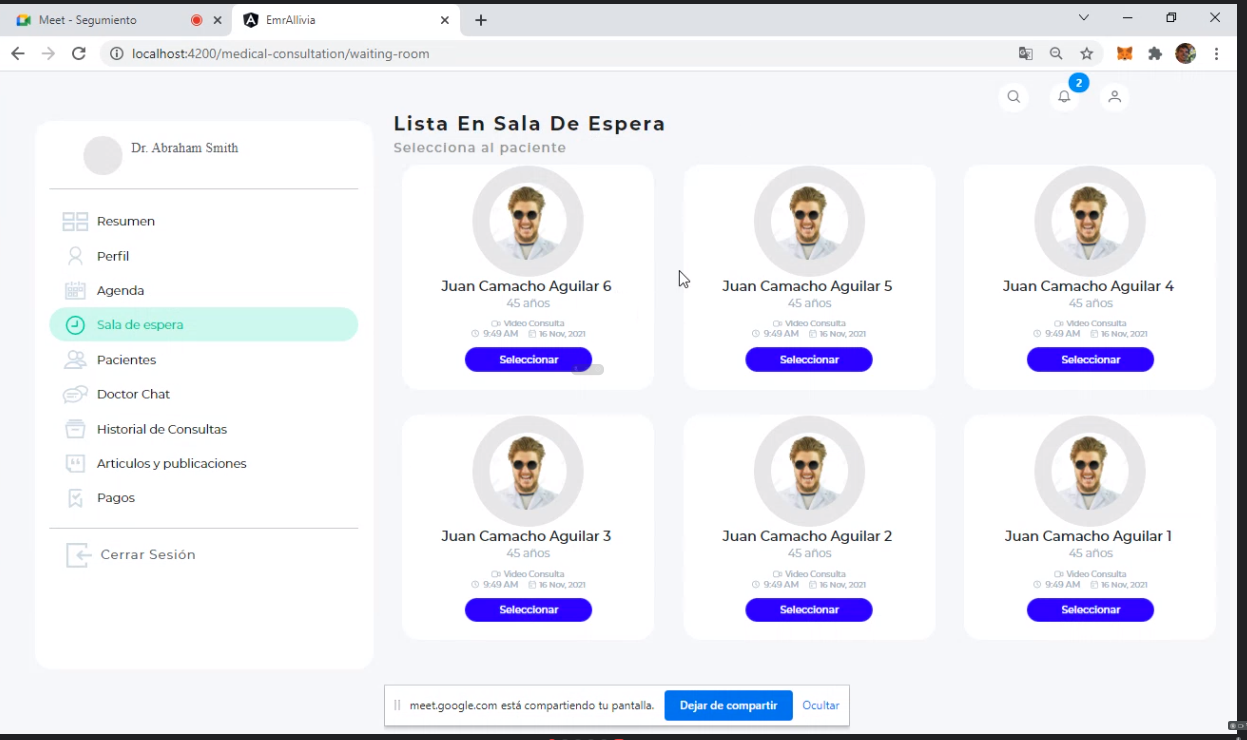 Meet - Segumiento
EmrAllivia
localhost:4200/medical-consultation/waiting-room
2
Dr. Abraham Smith
Resumen
Perfil
Agenda
Sala de espera
Pacientes
Doctor Chat
Historial de Consultas
Articulos y publicaciones
Pagos
Cerrar Sesión
Lista En Sala De Espera
Selecciona al paciente
Juan Camacho Aguilar 6
45 años
Video Consulta
9:49 AM 16 Nov, 2021
Seleccionar
Juan Camacho Aguilar 5
45 años
Video Consulta
9:49 AM 16 Nov, 2021
Seleccionar
Juan Camacho Aguilar 4
45 años
Video Consulta
9:49 AM 16 Nov, 2021
Seleccionar
Juan Camacho Aguilar 3
45 años
Video Consulta
9:49 AM 16 Nov, 2021
Seleccionar
Juan Camacho Aguilar 2
45 años
Video Consulta
9:49 AM 16 Nov, 2021
Seleccionar
Juan Camacho Aguilar 1
45 años
Video Consulta
9:49 AM 16 Nov, 2021
Seleccionar
meet.google.com está compartiendo tu pantalla.
Dejar de compartir
Ocultar